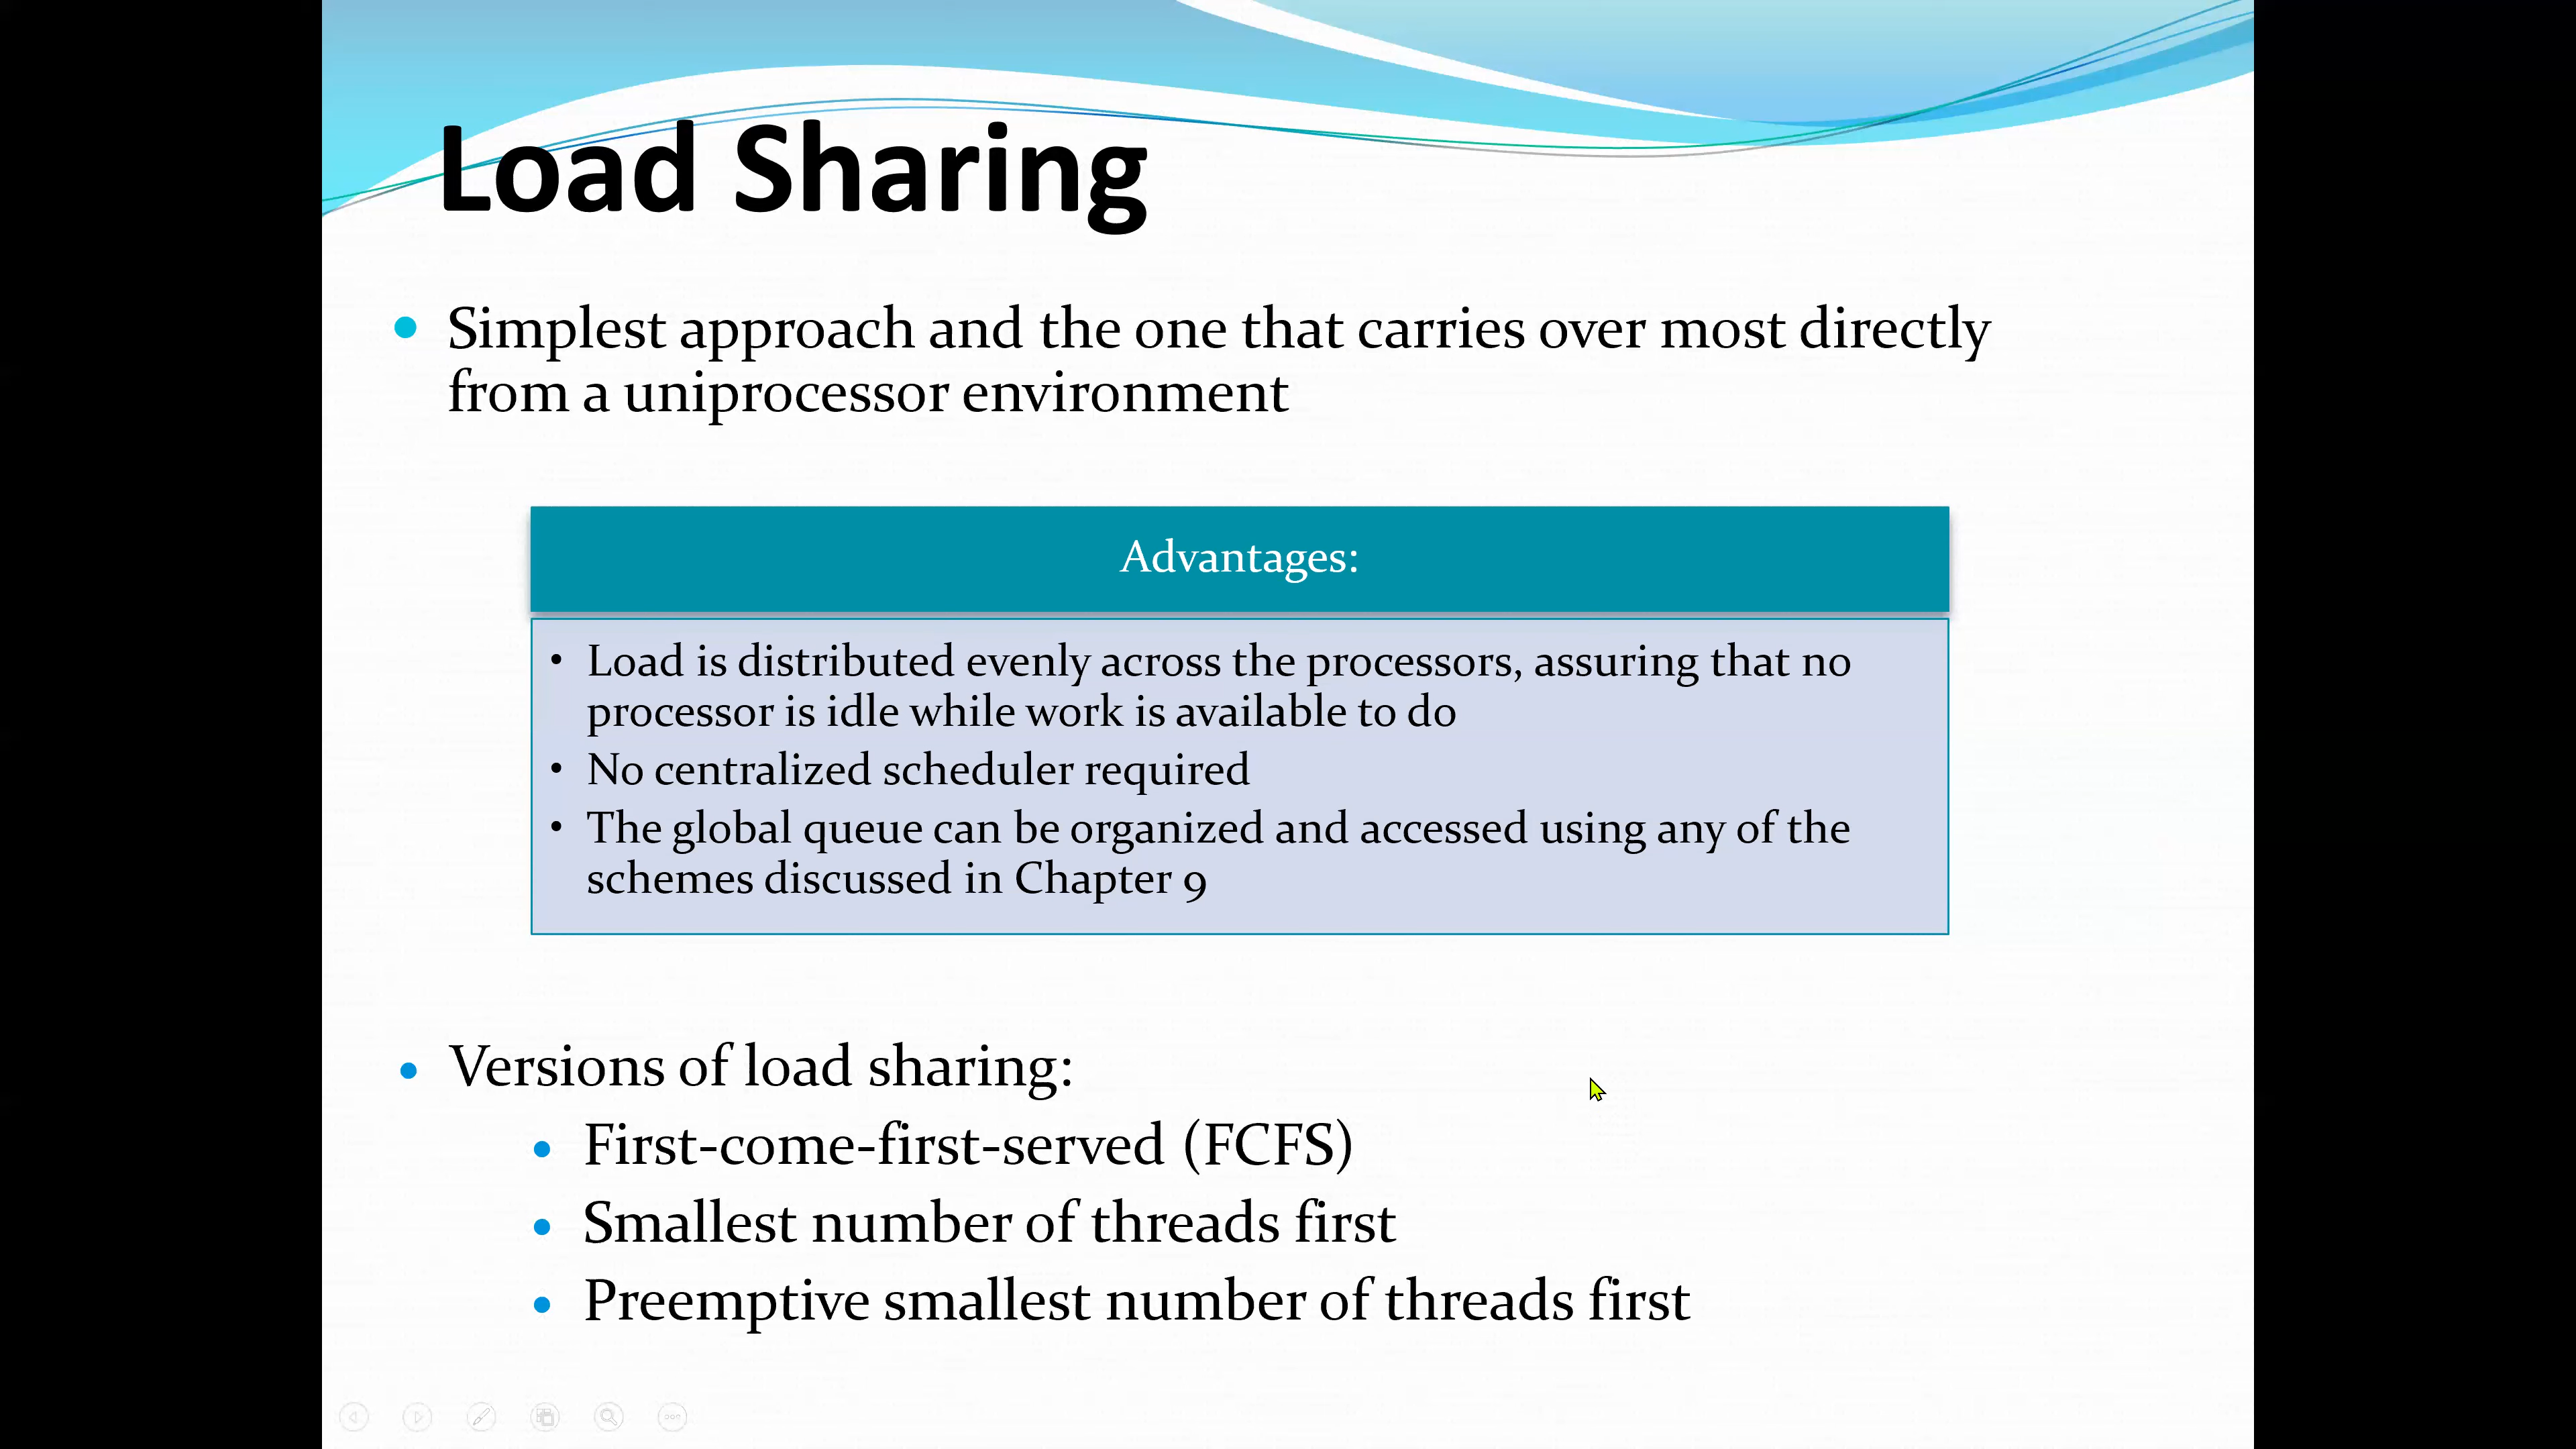 Load Sharing
• Simplest approach and the one that carries over most directly
from a uniprocessor environment
Advantages:
• Load is distributed evenly across the processors, assuring that no
processor is idle while work is available to do
• No centralized scheduler required
• The global queue can be organized and accessed using any of the
schemes discussed in Chapter 9
• Versions of load sharing:
• First-come-first-served (FCFS)
• Smallest number of threads first
• Preemptive smallest number of threads first